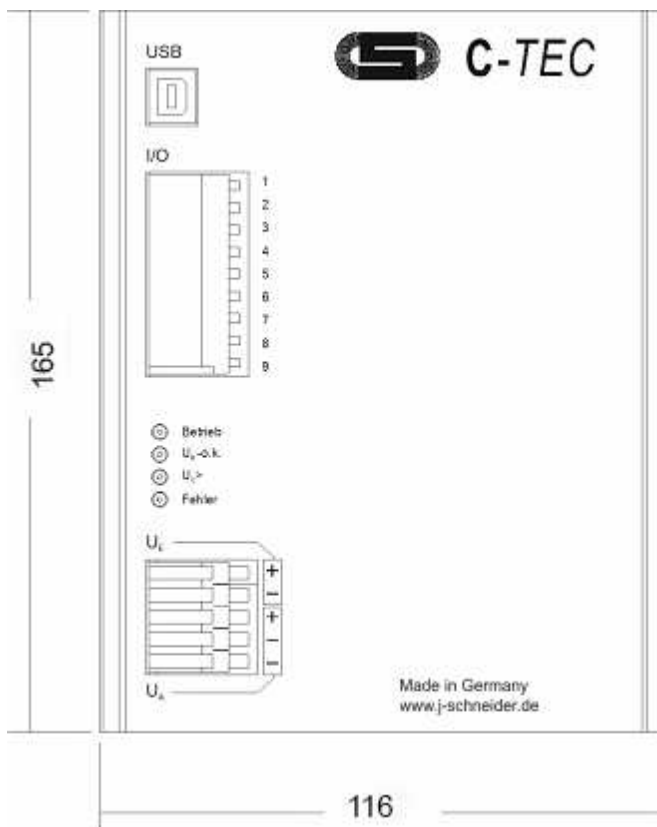 USB
C-TEC
I/O
1
2
3
4
5
6
7
8
9
165
Betrieb
Fehler
+
−
+
−
−
Made in Germany
www.j-schneider.de
116